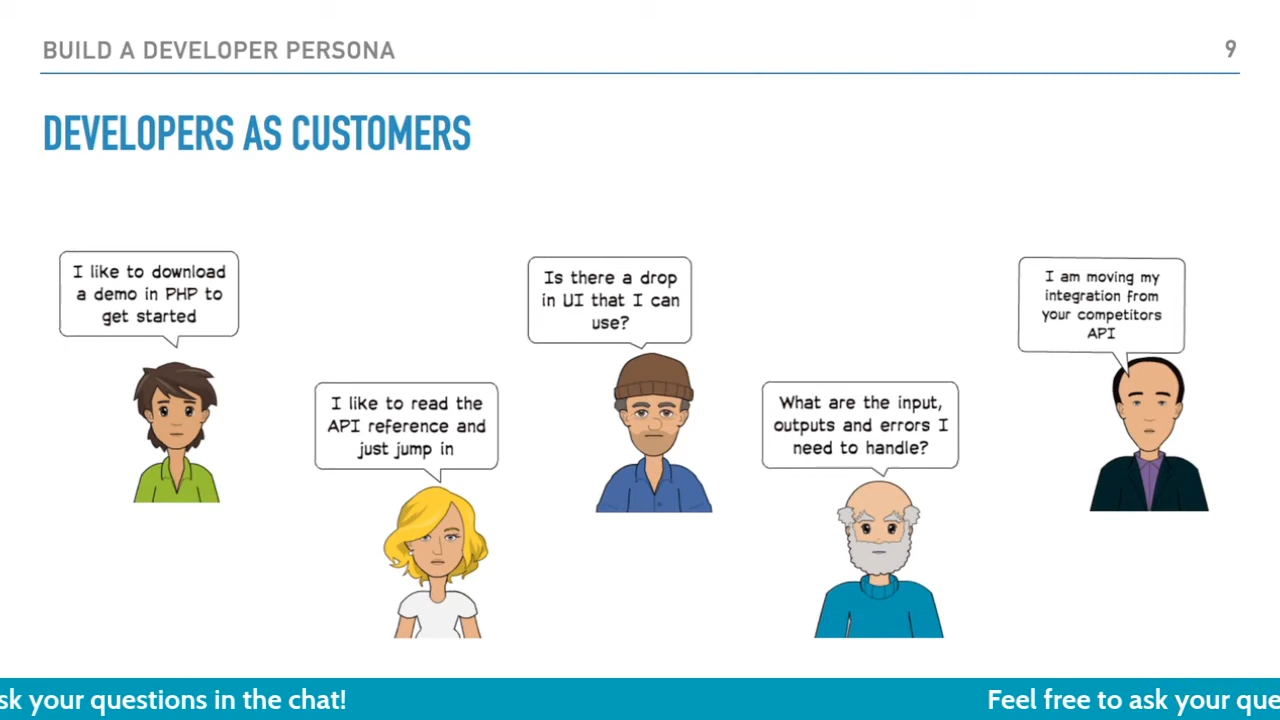 BUILD A DEVELOPER PERSONA
9
DEVELOPERS AS CUSTOMERS
I like to download
a demo in PHP to
get started
I like to read the
API reference and
just jump in
Is there a drop
in UI that I can
use?
What are the input,
outputs and errors I
need to handle?
I am moving my
integration from
your competitors
API
sk your questions in the chat!
Feel free to ask your que